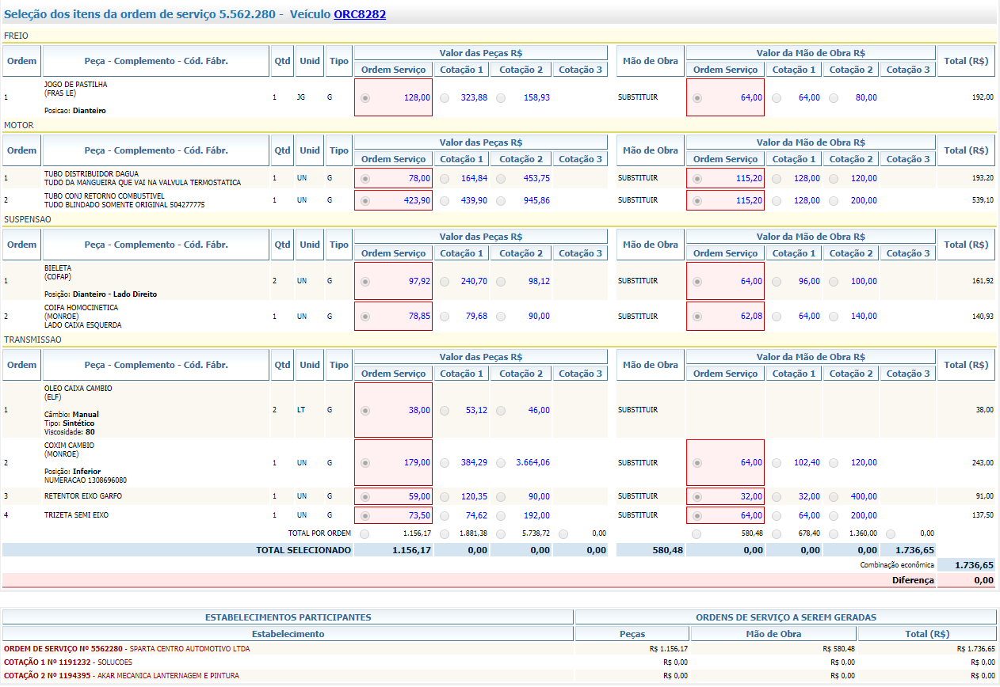 Seleção dos itens da ordem de serviço 5.562.280 - Veículo ORC8282
FREIO
Ordem Peça - Complemento - Cód. Fábr. Qtd Unid Tipo Valor das Peças R$ Mão de Obra Valor da Mão de Obra R$ Total (R$)
Ordem Serviço Cotação 1 Cotação 2 Cotação 3 Ordem Serviço Cotação 1 Cotação 2 Cotação 3
JOGO DE PASTILHA
(FRAS LE)
1 1 JG G 128,00 323,88 158,93 SUBSTITUIR 64,00 64,00 80,00 192,00
Posicao: Dianteiro
MOTOR
Ordem Peça - Complemento - Cód. Fábr. Qtd Unid Tipo Valor das Peças R$ Mão de Obra Valor da Mão de Obra R$ Total (R$)
Ordem Serviço Cotação 1 Cotação 2 Cotação 3 Ordem Serviço Cotação 1 Cotação 2 Cotação 3
TUBO DISTRIBUIDOR DAGUA
1 1 UN G 78,00 164,84 453,75 SUBSTITUIR 115,20 128,00 120,00 193,20
TUDO DA MANGUEIRA QUE VAI NA VALVULA TERMOSTATICA
TUBO CONJ RETORNO COMBUSTIVEL
2 1 UN G 423,90 439,90 945,86 SUBSTITUIR 115,20 128,00 200,00 539,10
TUDO BLINDADO SOMENTE ORIGINAL 504277775
SUSPENSAO
Ordem Peça - Complemento - Cód. Fábr. Qtd Unid Tipo Valor das Peças R$ Mão de Obra Valor da Mão de Obra R$ Total (R$)
Ordem Serviço Cotação 1 Cotação 2 Cotação 3 Ordem Serviço Cotação 1 Cotação 2 Cotação 3
BIELETA
(COFAP)
1 2 UN G 97,92 240,70 98,12 SUBSTITUIR 64,00 96,00 100,00 161,92
Posição: Dianteiro - Lado Direito
COIFA HOMOCINETICA
2 (MONROE) 1 UN G 78,85 79,68 90,00 SUBSTITUIR 62,08 64,00 140,00 140,93
LADO CAIXA ESQUERDA
TRANSMISSAO
Ordem Peça - Complemento - Cód. Fábr. Qtd Unid Tipo Valor das Peças R$ Mão de Obra Valor da Mão de Obra R$ Total (R$)
Ordem Serviço Cotação 1 Cotação 2 Cotação 3 Ordem Serviço Cotação 1 Cotação 2 Cotação 3
OLEO CAIXA CAMBIO
(ELF)
1 2 LT G 38,00 53,12 46,00 SUBSTITUIR 38,00
Câmbio: Manual
Tipo: Sintético
Viscosidade: 80
COXIM CAMBIO
(MONROE)
2 1 UN G 179,00 384,29 3.664,06 SUBSTITUIR 64,00 102,40 120,00 243,00
Posição: Inferior
NUMERACAO 1308696080
3 RETENTOR EIXO GARFO 1 UN G 59,00 120,35 90,00 SUBSTITUIR 32,00 32,00 400,00 91,00
4 TRIZETA SEMI EIXO 1 UN G 73,50 74,62 192,00 SUBSTITUIR 64,00 64,00 200,00 137,50
TOTAL POR ORDEM 1.156,17 1.881,38 5.738,72 0,00 580,48 678,40 1.360,00 0,00
TOTAL SELECIONADO 1.156,17 0,00 0,00 0,00 580,48 0,00 0,00 0,00 1.736,65
Combinação econômica 1.736,65
Diferença 0,00
ESTABELECIMENTOS PARTICIPANTES ORDENS DE SERVIÇO A SEREM GERADAS
Estabelecimento Peças Mão de Obra Total (R$)
ORDEM DE SERVIÇO Nº 5562280 - SPARTA CENTRO AUTOMOTIVO LTDA R$ 1.156,17 R$ 580,48 R$ 1.736,65
COTAÇÃO 1 Nº 1191232 - SOLUCOES R$ 0,00 R$ 0,00 R$ 0,00
COTAÇÃO 2 Nº 1194395 - AKAR MECANICA LANTERNAGEM E PINTURA R$ 0,00 R$ 0,00 R$ 0,00